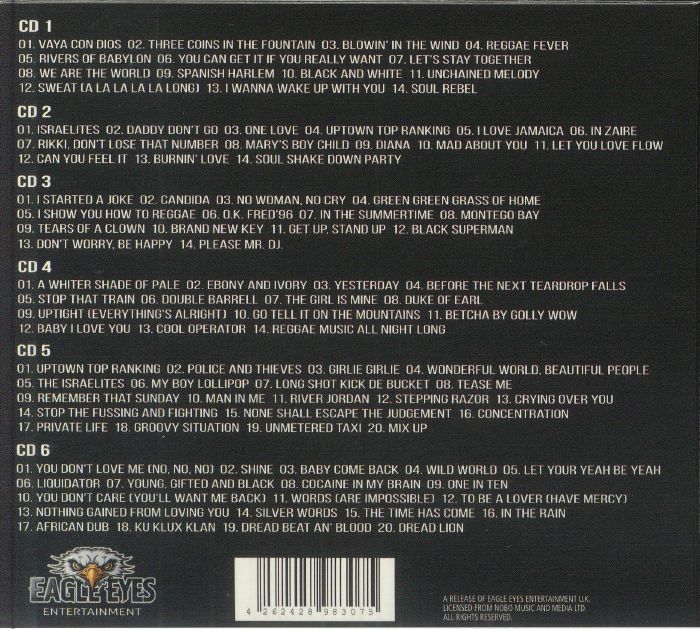 CD 1
01. VAYA CON DIOS 02. THREE COINS IN THE FOUNTAIN 03. BLOWIN' IN THE WIND 04. REGGAE FEVER
05. RIVERS OF BABYLON 06. YOU CAN GET IT IF YOU REALLY WANT 07. LET'S STAY TOGETHER
08. WE ARE THE WORLD 09. SPANISH HARLEM 10. BLACK AND WHITE 11. UNCHAINED MELODY
12. SWEAT (A LA LA LA LA LONG) 13. I WANNA WAKE UP WITH YOU 14. SOUL REBEL
CD 2
01. ISRAELITES 02. DADDY DON'T GO 03. ONE LOVE 04. UPTOWN TOP RANKING 05. I LOVE JAMAICA 06. IN ZAIRE
07. RIKKI, DON'T LOSE THAT NUMBER 08. MARY'S BOY CHILD 09. DIANA 10. MAD ABOUT YOU 11. LET YOU LOVE FLOW
12. CAN YOU FEEL IT 13. BURNIN' LOVE 14. SOUL SHAKE DOWN PARTY
CD 3
01. I STARTED A JOKE 02. CANDIDA 03. NO WOMAN, NO CRY 04. GREEN GREEN GRASS OF HOME
05. I SHOW YOU HOW TO REGGAE 06. O.K. FRED'96 07. IN THE SUMMERTIME 08. MONTEGO BAY
09. TEARS OF A CLOWN 10. BRAND NEW KEY 11. GET UP, STAND UP 12. BLACK SUPERMAN
13. DON'T WORRY, BE HAPPY 14. PLEASE MR. DJ.
CD 4
01. A WHITER SHADE OF PALE 02. EBONY AND IVORY 03. YESTERDAY 04. BEFORE THE NEXT TEARDROP FALLS
05. STOP THAT TRAIN 06. DOUBLE BARRELL 07. THE GIRL IS MINE 08. DUKE OF EARL
09. UPTIGHT (EVERYTHING'S ALRIGHT) 10. GO TELL IT ON THE MOUNTAINS 11. BETCHA BY GOLLY WOW
12. BABY I LOVE YOU 13. COOL OPERATOR 14. REGGAE MUSIC ALL NIGHT LONG
CD 5
01. UPTOWN TOP RANKING 02. POLICE AND THIEVES 03. GIRLIE GIRLIE 04. WONDERFUL WORLD, BEAUTIFUL PEOPLE
05. THE ISRAELITES 06. MY BOY LOLLIPOP 07. LONG SHOT KICK DE BUCKET 08. TEASE ME
09. REMEMBER THAT SUNDAY 10. MAN IN ME 11. RIVER JORDAN 12. STEPPING RAZOR 13. CRYING OVER YOU
14. STOP THE FUSSING AND FIGHTING 15. NONE SHALL ESCAPE THE JUDGEMENT 16. CONCENTRATION
17. PRIVATE LIFE 18. GROOVY SITUATION 19. UNMETERED TAXI 20. MIX UP
CD 6
01. YOU DON'T LOVE ME (NO, NO, NO) 02. SHINE 03. BABY COME BACK 04. WILD WORLD 05. LET YOUR YEAH BE YEAH
06. LIQUIDATOR 07. YOUNG, GIFTED AND BLACK 08. COCAINE IN MY BRAIN 09. ONE IN TEN
10. YOU DON'T CARE (YOU'LL WANT ME BACK) 11. WORDS (ARE IMPOSSIBLE) 12. TO BE A LOVER (HAVE MERCY)
13. NOTHING GAINED FROM LOVING YOU 14. SILVER WORDS 15. THE TIME HAS COME 16. IN THE RAIN
17. AFRICAN DUB 18. KU KLUX KLAN 19. DREAD BEAT AN' BLOOD 20. DREAD LION
EAGLE EYES
ENTERTAINMENT
4 262428 983075
A RELEASE OF EAGLE EYES ENTERTAINMENT U.K.
LICENSED FROM NOBO MUSIC AND MEDIA LTD.
ALL RIGHTS RESERVED.